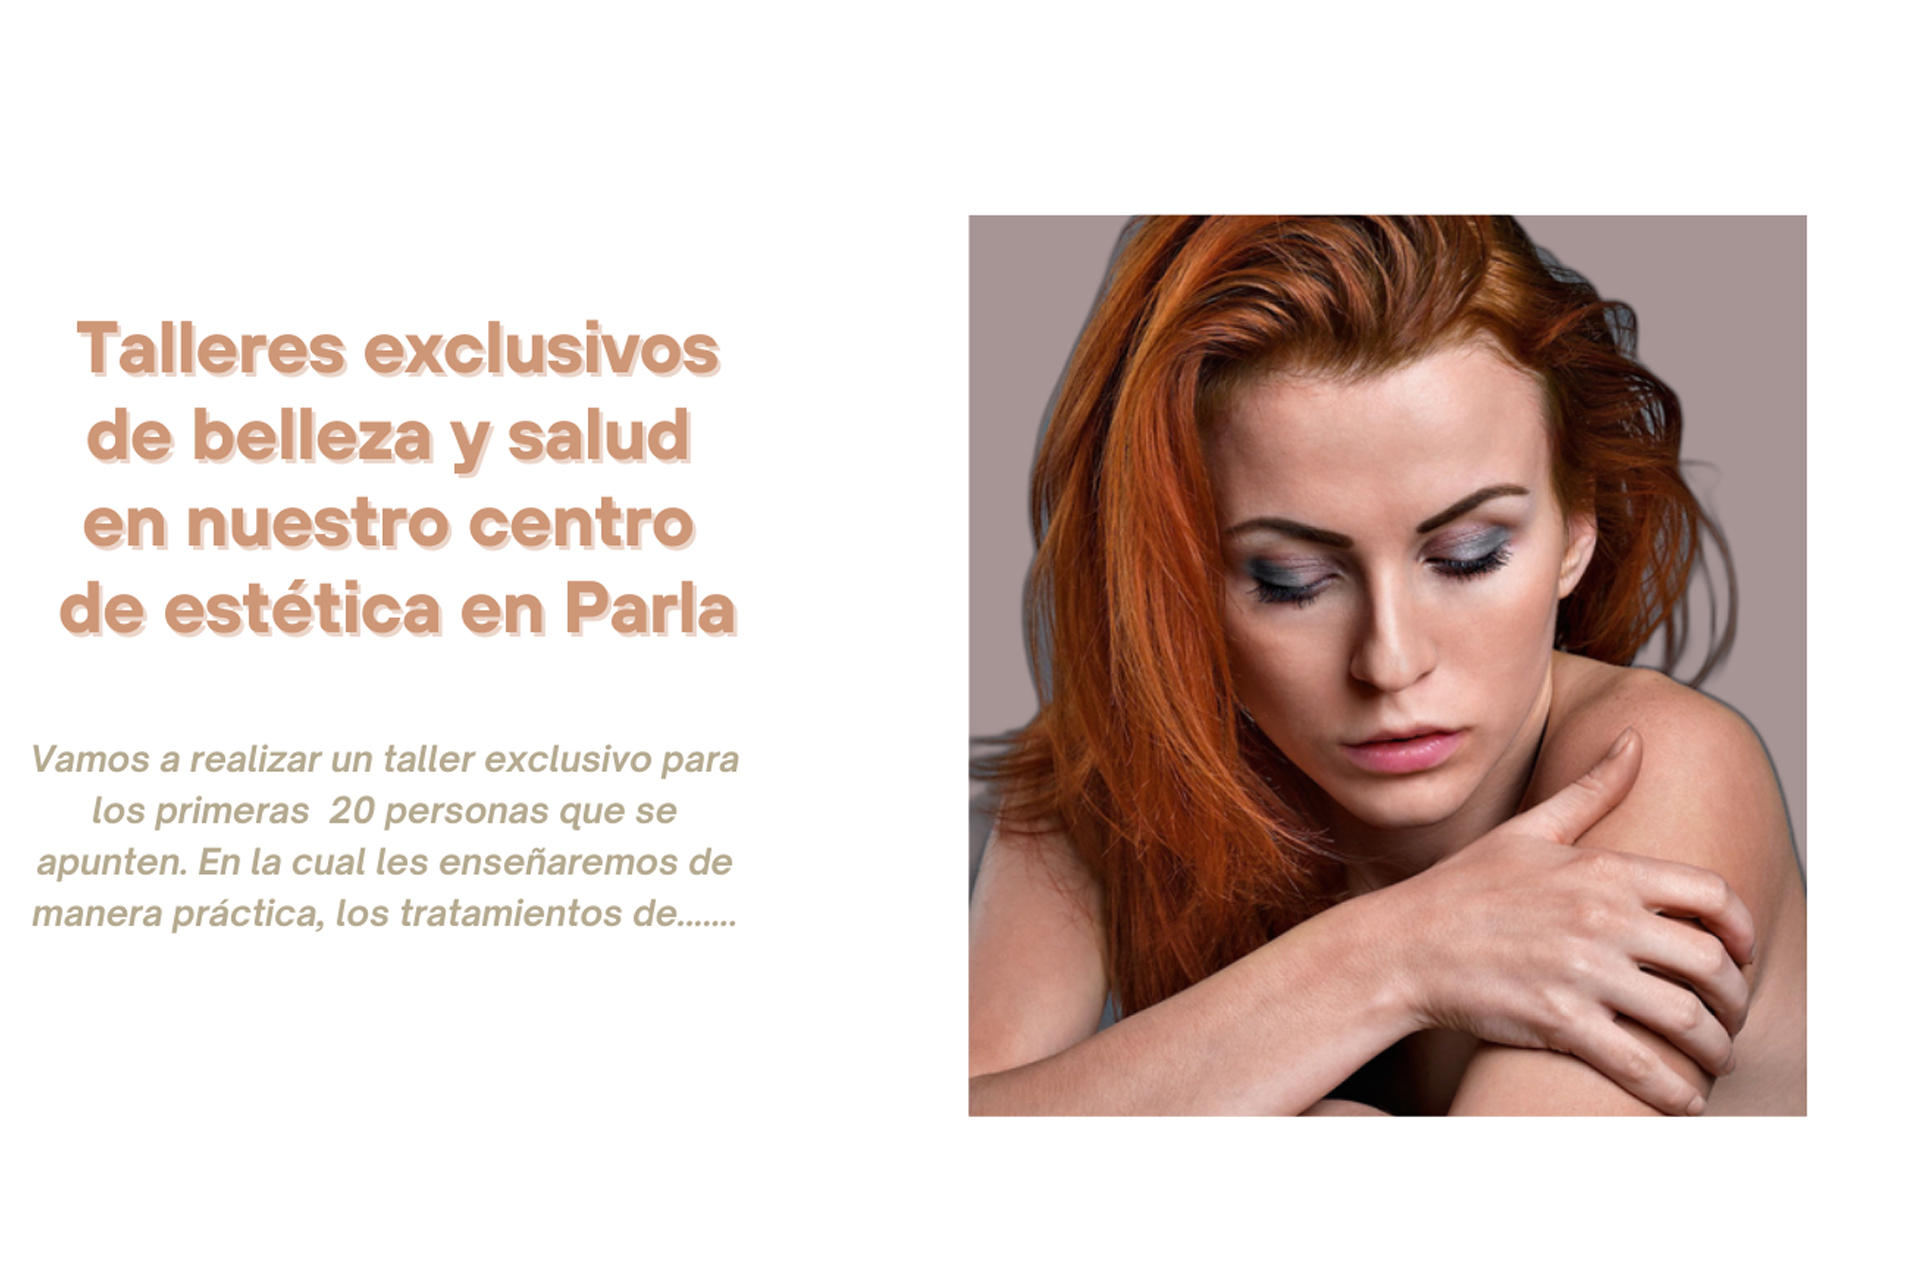 Talleres exclusivos
de belleza y salud
en nuestro centro
de estética en Parla
Vamos a realizar un taller exclusivo para
los primeras  20 personas que se
apunten. En la cual les enseñaremos de
manera práctica, los tratamientos de.......